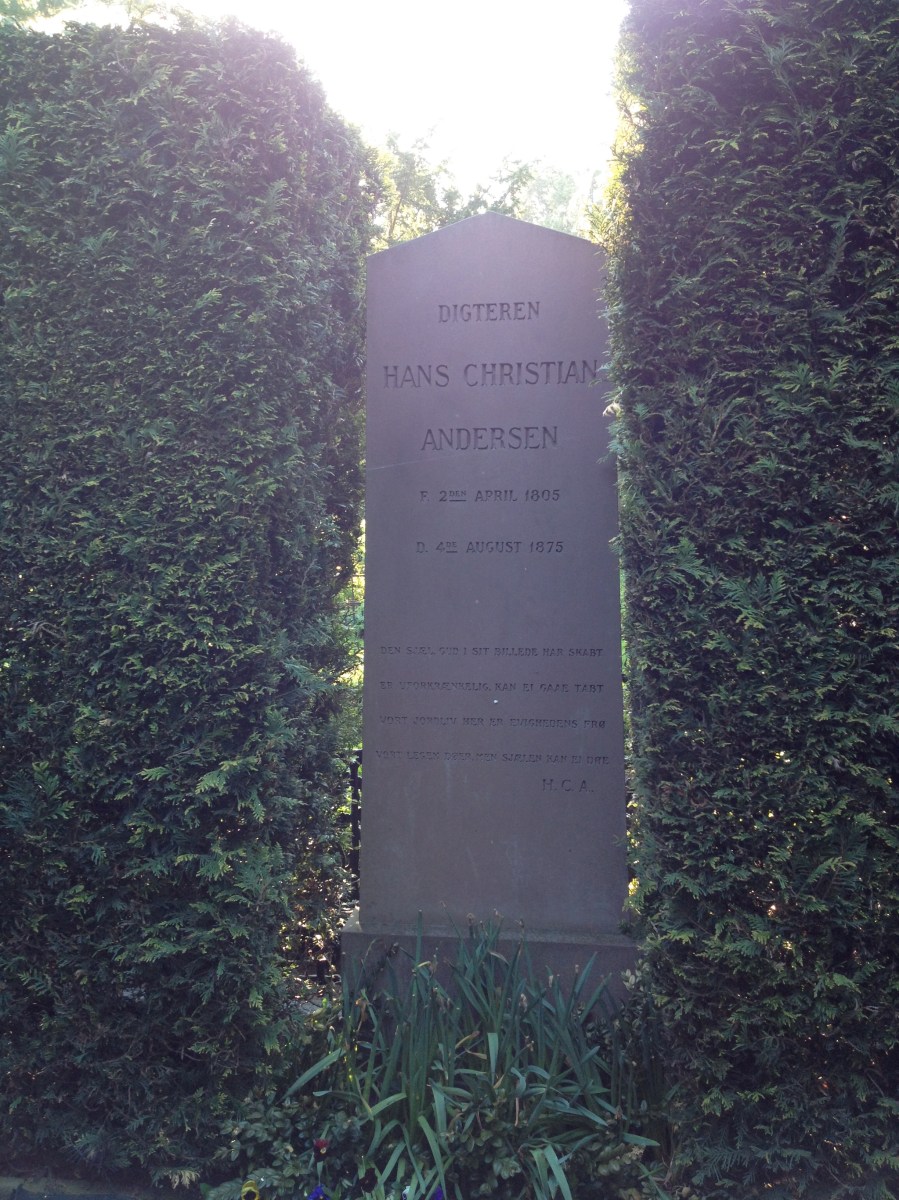 DIGTEREN
HANS CHRISTIAN
ANDERSEN
F. 2DEN APRIL 1805
D. 4DE AUGUST 1875
DEN SJÆL GUD I SIT BILLEDE HAR SKABT
ER UFORKRÆNKELIG, KAN EI GAAE TABT
VORT JORDLIV HER ER EVIGHEDENS FRØ
VORT LEGEM DØER, MEN SJÆLEN KAN EI DØE
H. C. A.